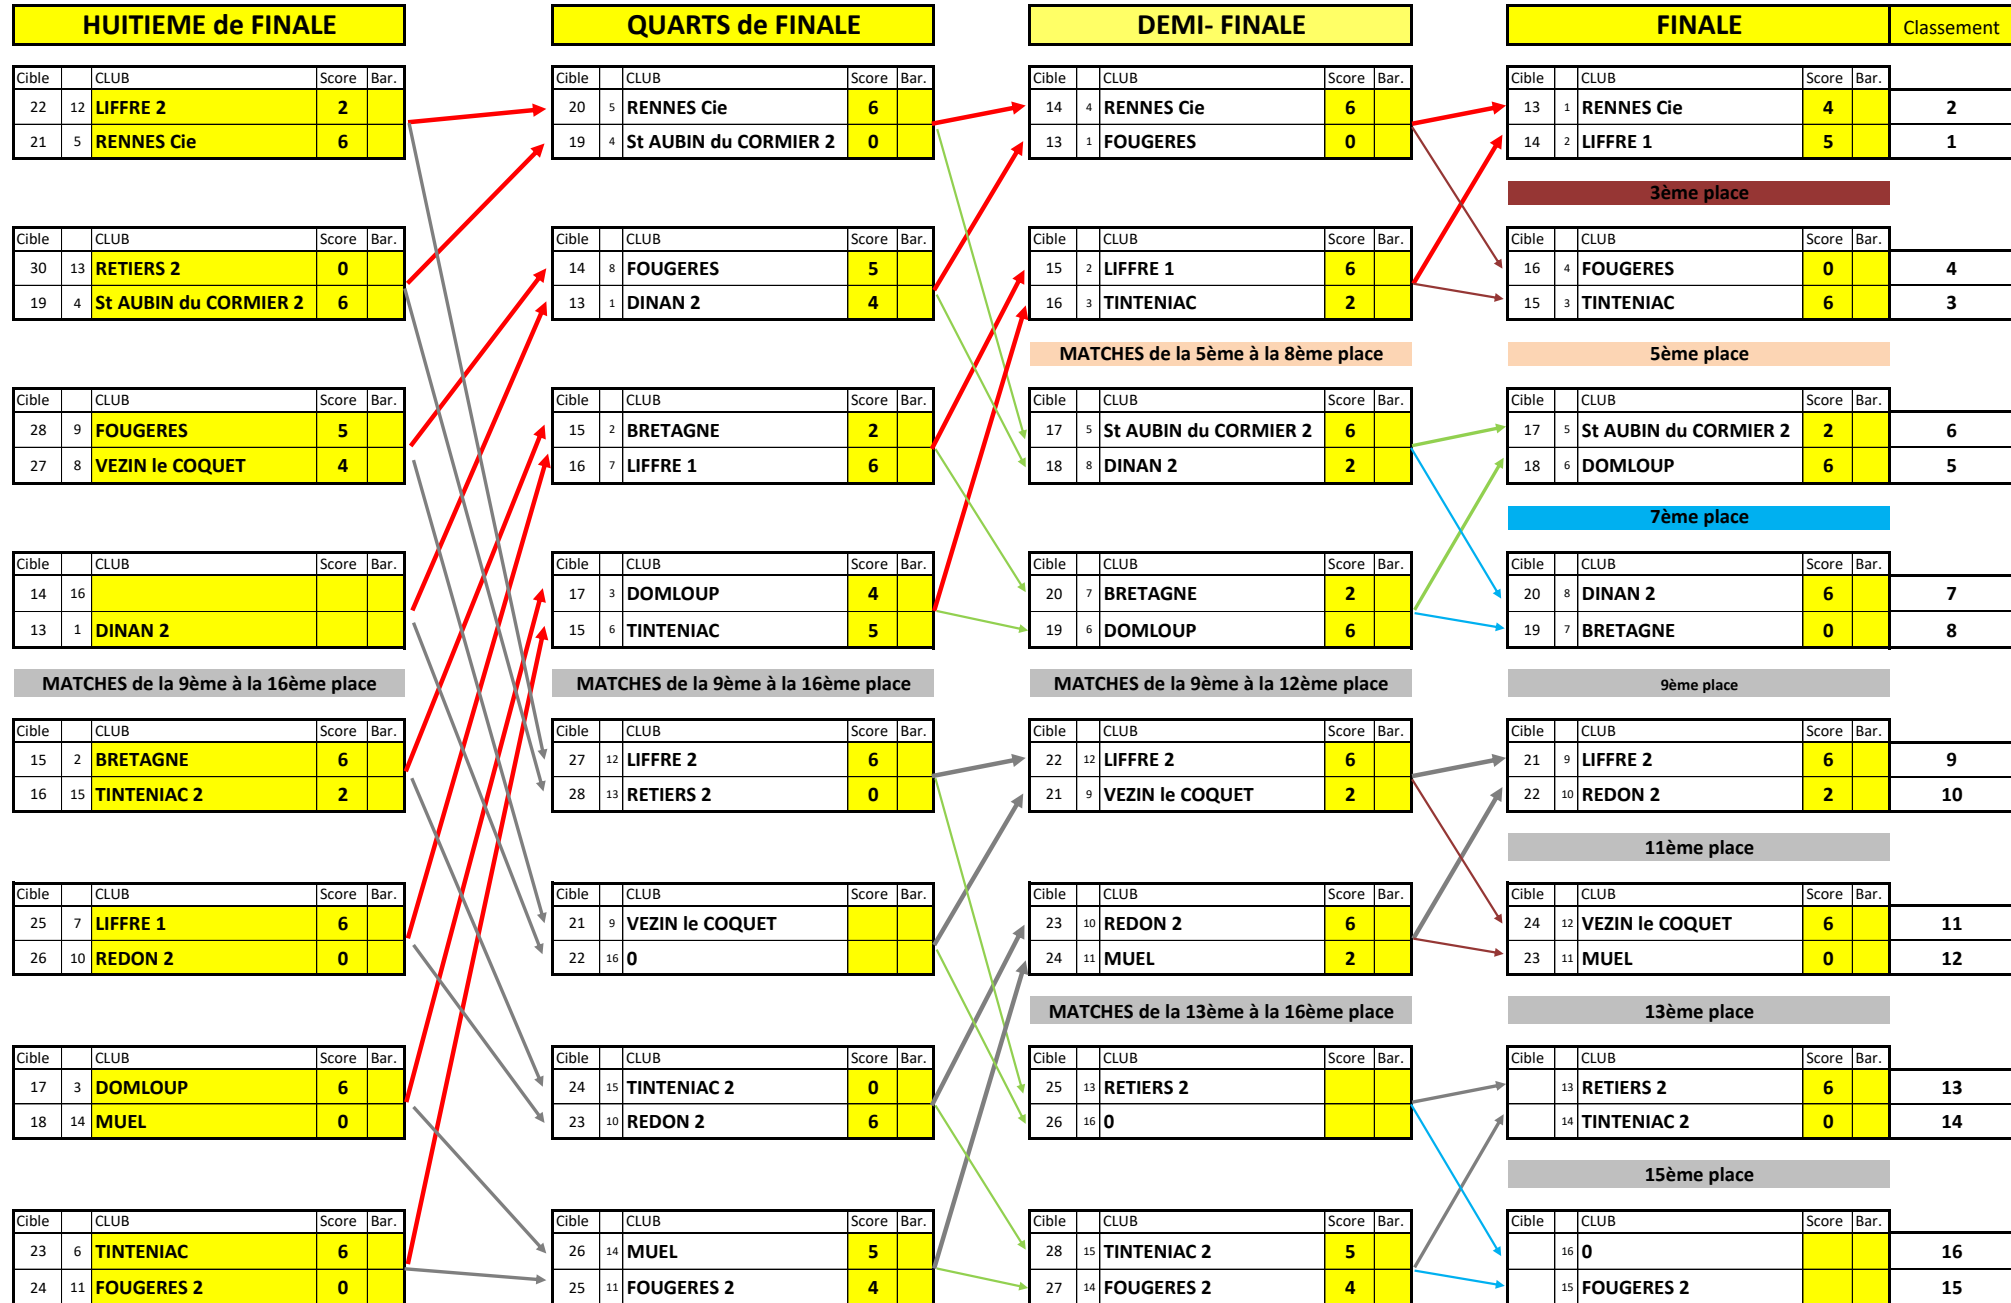 HUITIEME de FINALE QUARTS de FINALE DEMI- FINALE FINALE Classement
Cible CLUB Score Bar. Cible CLUB Score Bar. Cible CLUB Score Bar. Cible CLUB Score Bar.
22 12 LIFFRE 2 2 20 5 RENNES Cie 6 14 4 RENNES Cie 6 13 1 RENNES Cie 4 2
21 5 RENNES Cie 6 19 4 St AUBIN du CORMIER 2 0 13 1 FOUGERES 0 14 2 LIFFRE 1 5 1
3ème place
Cible CLUB Score Bar. Cible CLUB Score Bar. Cible CLUB Score Bar. Cible CLUB Score Bar.
30 13 RETIERS 2 0 14 8 FOUGERES 5 15 2 LIFFRE 1 6 16 4 FOUGERES 0 4
19 4 St AUBIN du CORMIER 2 6 13 1 DINAN 2 4 16 3 TINTENIAC 2 15 3 TINTENIAC 6 3
MATCHES de la 5ème à la 8ème place 5ème place
Cible CLUB Score Bar. Cible CLUB Score Bar. Cible CLUB Score Bar. Cible CLUB Score Bar.
28 9 FOUGERES 5 15 2 BRETAGNE 2 17 5 St AUBIN du CORMIER 2 6 17 5 St AUBIN du CORMIER 2 2 6
27 8 VEZIN le COQUET 4 16 7 LIFFRE 1 6 18 8 DINAN 2 2 18 6 DOMLOUP 6 5
7ème place
Cible CLUB Score Bar. Cible CLUB Score Bar. Cible CLUB Score Bar. Cible CLUB Score Bar.
14 16 17 3 DOMLOUP 4 20 7 BRETAGNE 2 20 8 DINAN 2 6 7
13 1 DINAN 2 15 6 TINTENIAC 5 19 6 DOMLOUP 6 19 7 BRETAGNE 0 8
MATCHES de la 9ème à la 16ème place MATCHES de la 9ème à la 16ème place MATCHES de la 9ème à la 12ème place 9ème place
Cible CLUB Score Bar. Cible CLUB Score Bar. Cible CLUB Score Bar. Cible CLUB Score Bar.
15 2 BRETAGNE 6 27 12 LIFFRE 2 6 22 12 LIFFRE 2 6 21 9 LIFFRE 2 6 9
16 15 TINTENIAC 2 2 28 13 RETIERS 2 0 21 9 VEZIN le COQUET 2 22 10 REDON 2 2 10
11ème place
Cible CLUB Score Bar. Cible CLUB Score Bar. Cible CLUB Score Bar. Cible CLUB Score Bar.
25 7 LIFFRE 1 6 21 9 VEZIN le COQUET 23 10 REDON 2 6 24 12 VEZIN le COQUET 6 11
26 10 REDON 2 0 22 16 0 24 11 MUEL 2 23 11 MUEL 0 12
MATCHES de la 13ème à la 16ème place 13ème place
Cible CLUB Score Bar. Cible CLUB Score Bar. Cible CLUB Score Bar. Cible CLUB Score Bar.
17 3 DOMLOUP 6 24 15 TINTENIAC 2 0 25 13 RETIERS 2 13 RETIERS 2 6 13
18 14 MUEL 0 23 10 REDON 2 6 26 16 0 14 TINTENIAC 2 0 14
15ème place
Cible CLUB Score Bar. Cible CLUB Score Bar. Cible CLUB Score Bar. Cible CLUB Score Bar.
23 6 TINTENIAC 6 26 14 MUEL 5 28 15 TINTENIAC 2 5 16 0 16
24 11 FOUGERES 2 0 25 11 FOUGERES 2 4 27 14 FOUGERES 2 4 15 FOUGERES 2 15